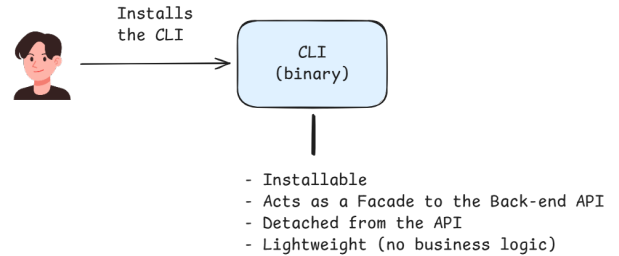 Installs
the CLI
CLI
(binary)
- Installable
- Acts as a Facade to the Back-end API
- Detached from the API
- Lightweight (no business logic)